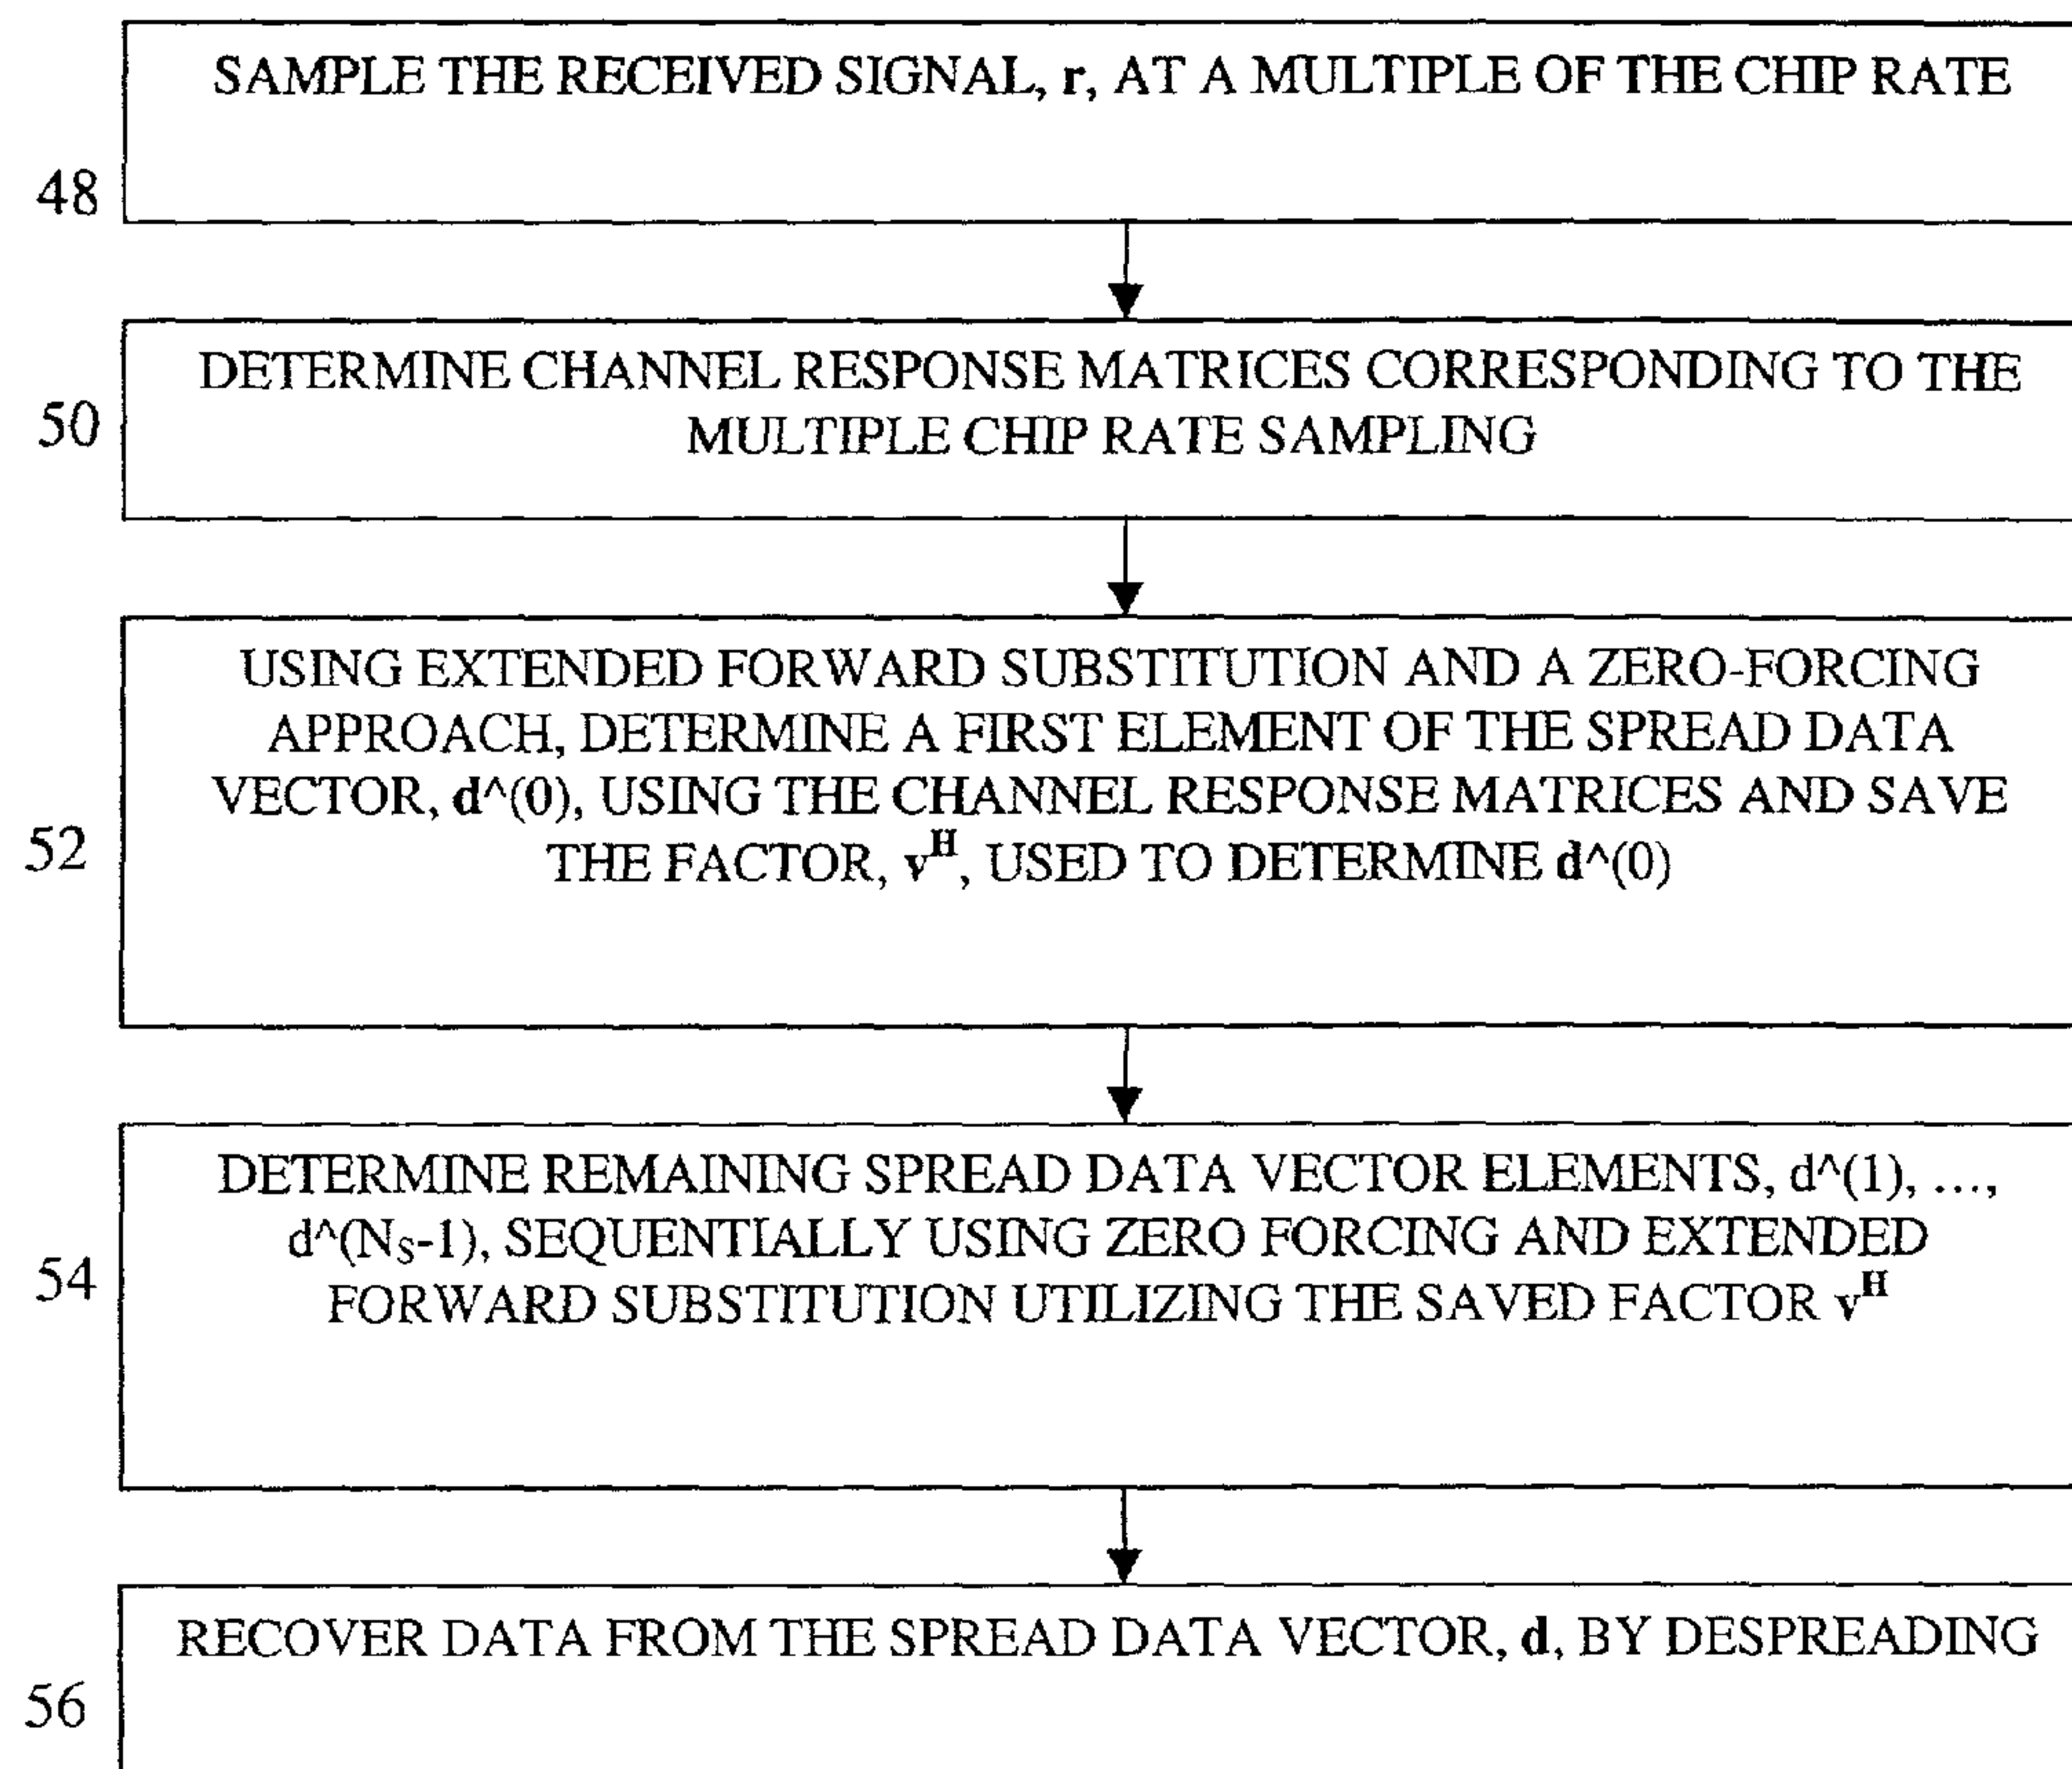 SAMPLE THE RECEIVED SIGNAL, r, AT A MULTIPLE OF THE CHIP RATE
48
DETERMINE CHANNEL RESPONSE MATRICES CORRESPONDING TO THE
MULTIPLE CHIP RATE SAMPLING
50
USING EXTENDED FORWARD SUBSTITUTION AND A ZERO-FORCING
APPROACH, DETERMINE A FIRST ELEMENT OF THE SPREAD DATA
VECTOR, d^(0), USING THE CHANNEL RESPONSE MATRICES AND SAVE
THE FACTOR, v^H, USED TO DETERMINE d^(0)
52
DETERMINE REMAINING SPREAD DATA VECTOR ELEMENTS, d^(1), ...,
d^(N_S-1), SEQUENTIALLY USING ZERO FORCING AND EXTENDED
FORWARD SUBSTITUTION UTILIZING THE SAVED FACTOR v^H
54
RECOVER DATA FROM THE SPREAD DATA VECTOR, d, BY DESPREADING
56